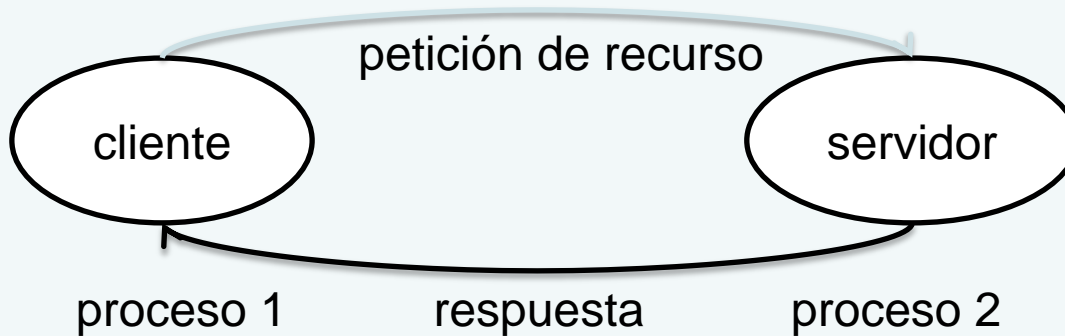 petición de recurso
cliente
servidor
proceso 1
respuesta
proceso 2